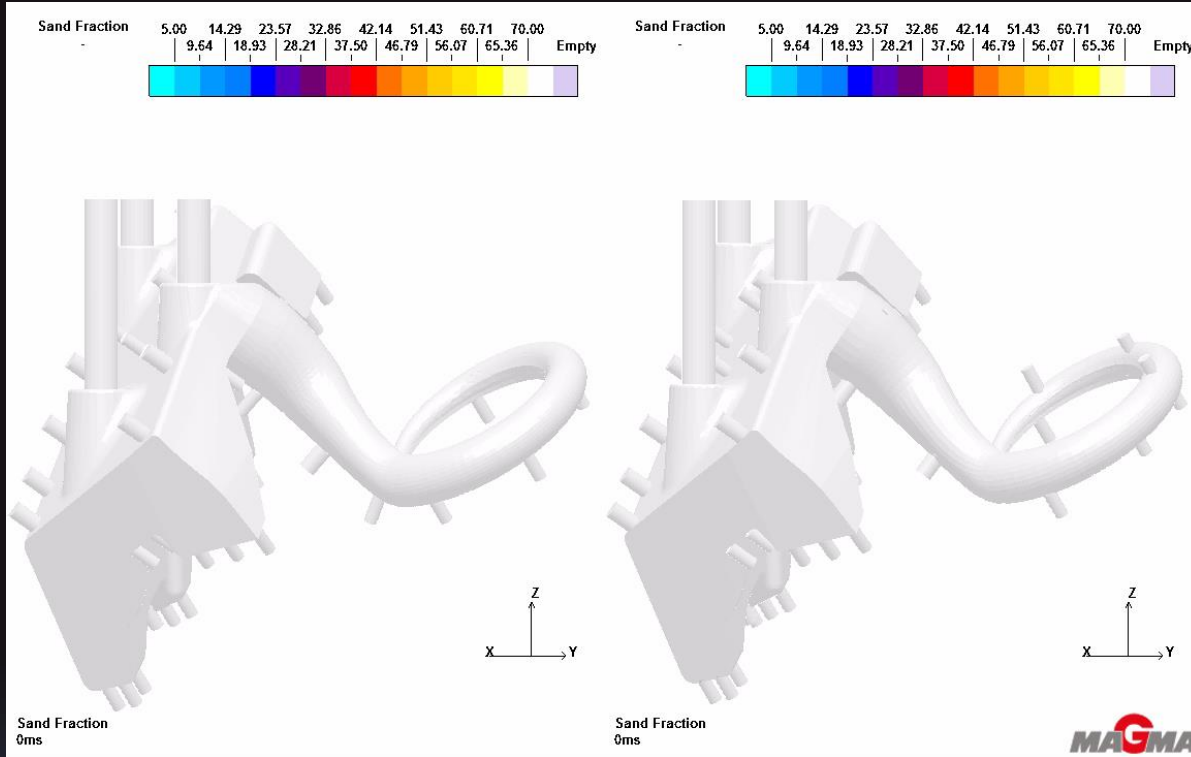 Sand Fraction
-
5.00 14.29 23.57 32.86 42.14 51.43 60.71 70.00
9.64 18.93 28.21 37.50 46.79 56.07 65.36 Empty
Sand Fraction
-
5.00 14.29 23.57 32.86 42.14 51.43 60.71 70.00
9.64 18.93 28.21 37.50 46.79 56.07 65.36 Empty
Z
X Y
Z
X Y
Sand Fraction
0ms
Sand Fraction
0ms
MAGMA